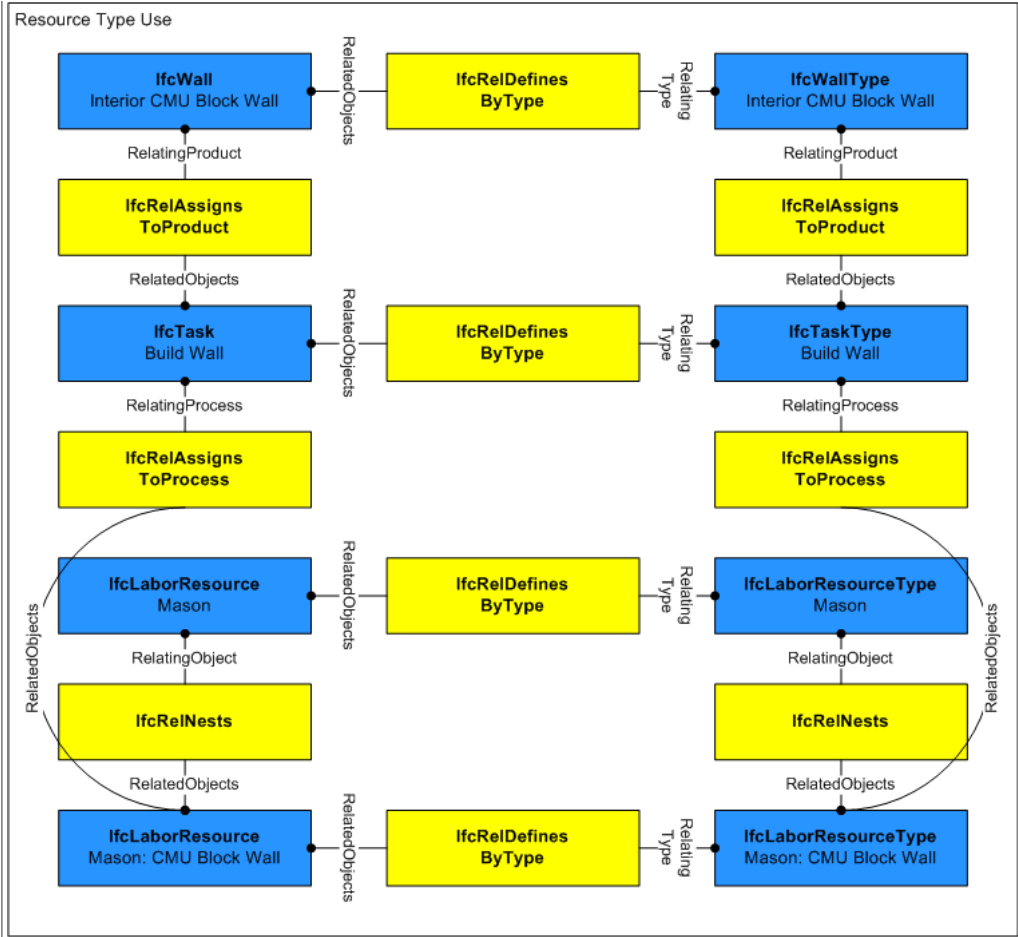 Resource Type Use
IfcWall
Interior CMU Block Wall
RelatedObjects
IfcRelDefines
ByType
Relating
Type
IfcWallType
Interior CMU Block Wall
RelatingProduct
RelatingProduct
IfcRelAssigns
ToProduct
IfcRelAssigns
ToProduct
RelatedObjects
RelatedObjects
IfcTask
Build Wall
RelatedObjects
IfcRelDefines
ByType
Relating
Type
IfcTaskType
Build Wall
RelatingProcess
RelatingProcess
IfcRelAssigns
ToProcess
IfcRelAssigns
ToProcess
IfcLaborResource
Mason
RelatedObjects
IfcRelDefines
ByType
Relating
Type
IfcLaborResourceType
Mason
RelatedObjects
RelatingObject
RelatingObject
RelatedObjects
IfcRelNests
IfcRelNests
RelatedObjects
RelatedObjects
IfcLaborResource
Mason: CMU Block Wall
RelatedObjects
IfcRelDefines
ByType
Relating
Type
IfcLaborResourceType
Mason: CMU Block Wall